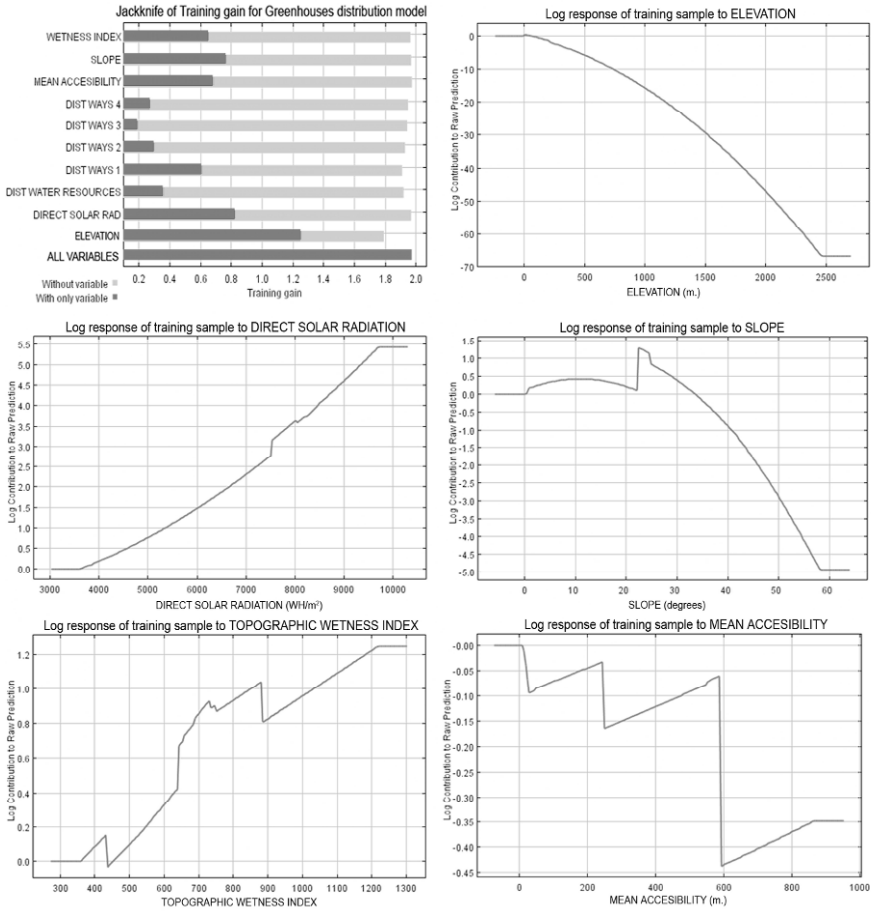 Jackknife of Training gain for Greenhouses distribution model
WETNESS INDEX
SLOPE
MEAN ACCESIBILITY
DIST WAYS 4
DIST WAYS 3
DIST WAYS 2
DIST WAYS 1
DIST WATER RESOURCES
DIRECT SOLAR RAD
ELEVATION
ALL VARIABLES
0.2 0.4 0.6 0.8 1.0 1.2 1.4 1.6 1.8 2.0
Training gain
Without variable
With only variable
Log response of training sample to ELEVATION
Log Contribution to Raw Prediction
0
-10
-20
-30
-40
-50
-60
-70
0 500 1000 1500 2000 2500
ELEVATION (m.)
Log response of training sample to DIRECT SOLAR RADIATION
Log Contribution to Raw Prediction
5.5
5.0
4.5
4.0
3.5
3.0
2.5
2.0
1.5
1.0
0.5
0.0
3000 4000 5000 6000 7000 8000 9000 10000
DIRECT SOLAR RADIATION (WH/m²)
Log response of training sample to SLOPE
Log Contribution to Raw Prediction
1.5
1.0
0.5
0.0
-0.5
-1.0
-1.5
-2.0
-2.5
-3.0
-3.5
-4.0
-4.5
-5.0
0 10 20 30 40 50 60
SLOPE (degrees)
Log response of training sample to TOPOGRAPHIC WETNESS INDEX
Log Contribution to Raw Prediction
1.2
1.0
0.8
0.6
0.4
0.2
0.0
300 400 500 600 700 800 900 1000 1100 1200 1300
TOPOGRAPHIC WETNESS INDEX
Log response of training sample to MEAN ACCESIBILITY
Log Contribution to Raw Prediction
-0.00
-0.05
-0.10
-0.15
-0.20
-0.25
-0.30
-0.35
-0.40
-0.45
0 200 400 600 800 1000
MEAN ACCESIBILITY (m.)